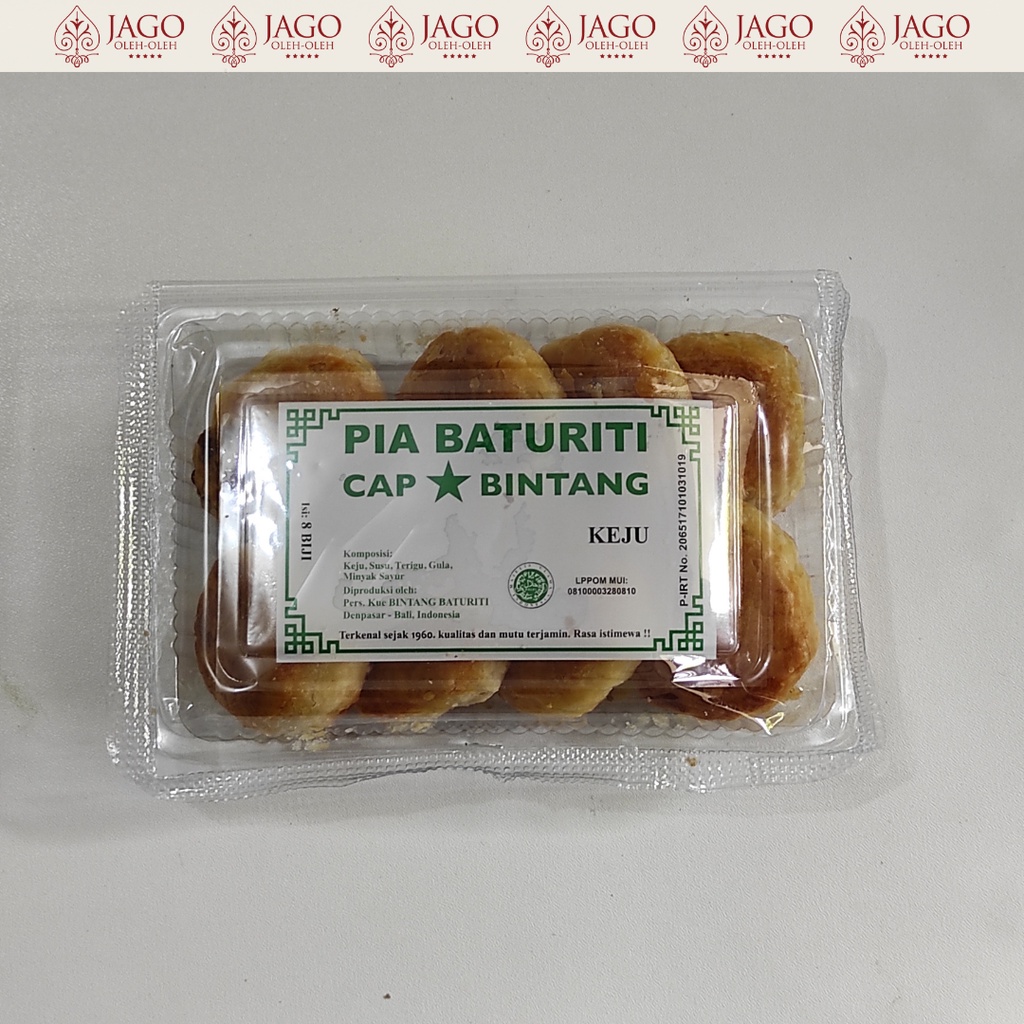 JAGO JAGO JAGO JAGO JAGO JAGO
OLEH-OLEH OLEH-OLEH OLEH-OLEH OLEH-OLEH OLEH-OLEH OLEH-OLEH
PIA BATURITI
CAP ★ BINTANG
KEJU
Isi: 8 BIJI
Komposisi:
Keju, Susu, Terigu, Gula,
Minyak Sayur
Diproduksi oleh:
Pers. Kue BINTANG BATURITI
Denpasar - Bali, Indonesia
LPPOM MUI:
08100003280810
P-IRT No. 206517101031019
Terkenal sejak 1960. kualitas dan mutu terjamin. Rasa istimewa !!